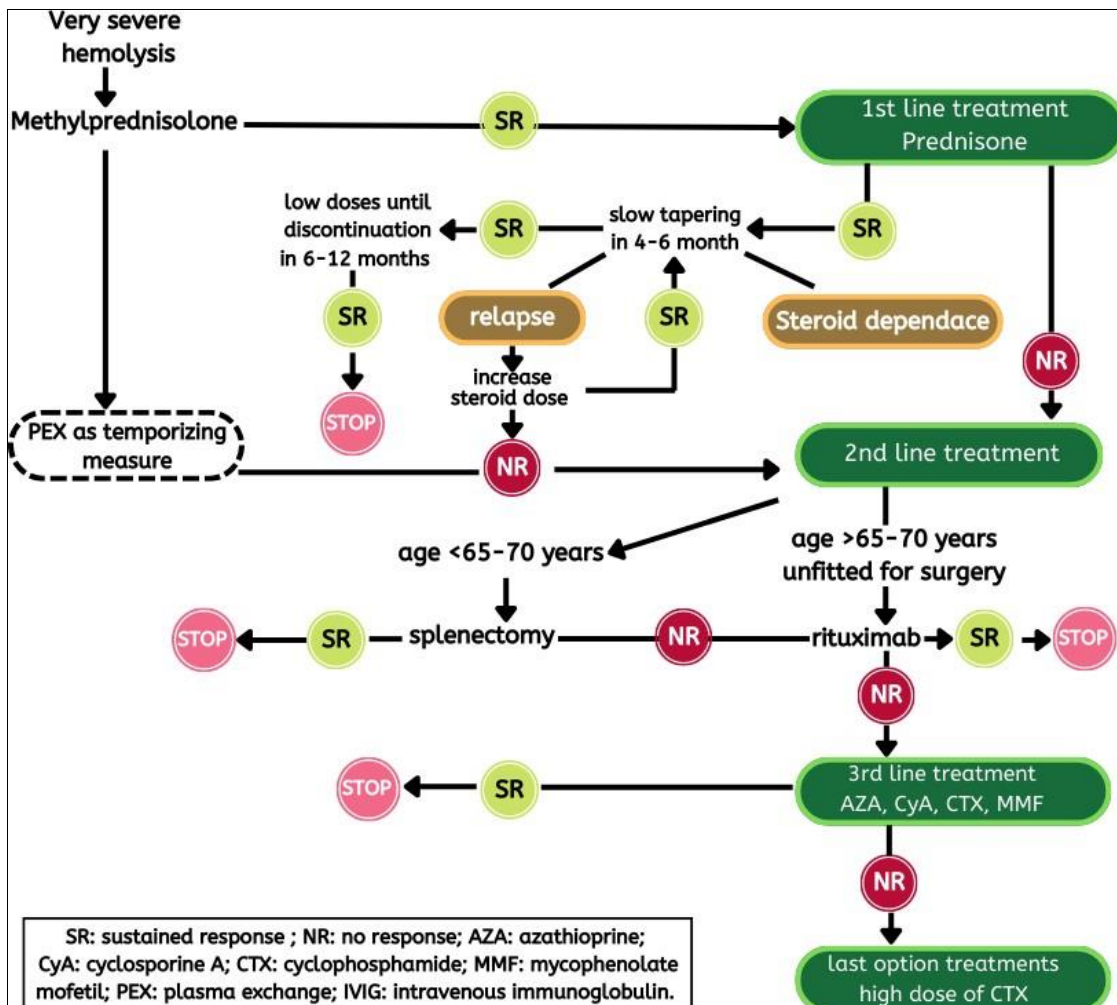 Very severe
hemolysis
Methylprednisolone
SR
1st line treatment
Prednisone
low doses until
discontinuation
in 6-12 months
SR
slow tapering
in 4-6 month
SR
SR
relapse
SR
Steroid dependace
NR
increase
steroid dose
STOP
PEX as temporizing
measure
NR
2nd line treatment
age <65-70 years
age >65-70 years
unfitted for surgery
STOP
SR
splenectomy
NR
rituximab
SR
STOP
NR
STOP
SR
3rd line treatment
AZA, CyA, CTX, MMF
NR
SR: sustained response ; NR: no response; AZA: azathioprine;
CyA: cyclosporine A; CTX: cyclophosphamide; MMF: mycophenolate
mofetil; PEX: plasma exchange; IVIG: intravenous immunoglobulin.
last option treatments
high dose of CTX